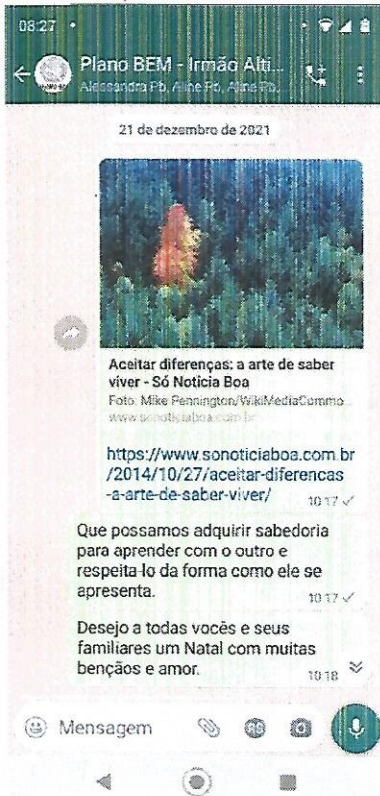 08:27
Plano BEM - Irmão Alti...
Alessandra Pb, Aline Pb, Aline Pb,
21 de dezembro de 2021
Aceitar diferenças: a arte de saber
viver - Só Notícia Boa
Foto: Mike Pennington/WikiMediaCommo...
www.sonoticiaboa.com.br
https://www.sonoticiaboa.com.br
/2014/10/27/aceitar-diferencas
-a-arte-de-saber-viver/
10:17
Que possamos adquirir sabedoria
para aprender com o outro e
respeita-lo da forma como ele se
apresenta.
10:17
Desejo a todas vocês e seus
familiares um Natal com muitas
bençãos e amor.
10:18
Mensagem
R$